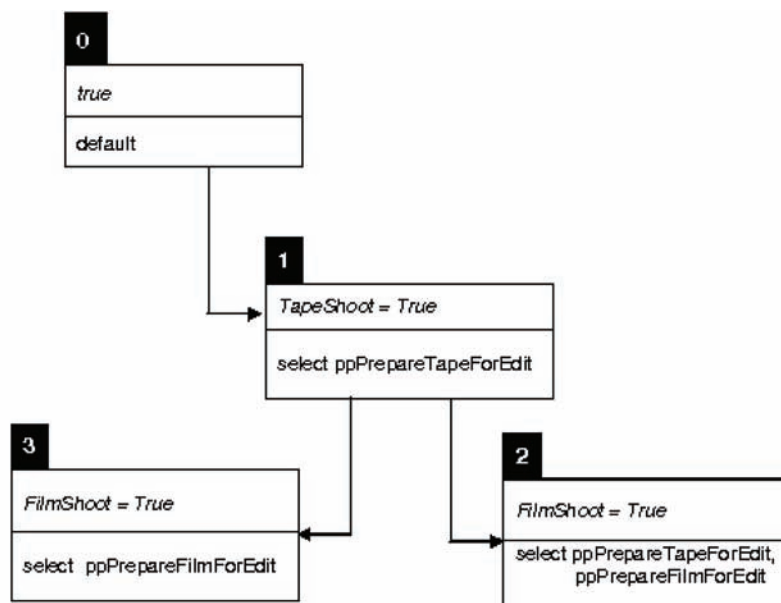 0
true
default
1
TapeShoot = True
select ppPrepareTapeForEdit
3
FilmShoot = True
select ppPrepareFilmForEdit
2
FilmShoot = True
select ppPrepareTapeForEdit,
ppPrepareFilmForEdit